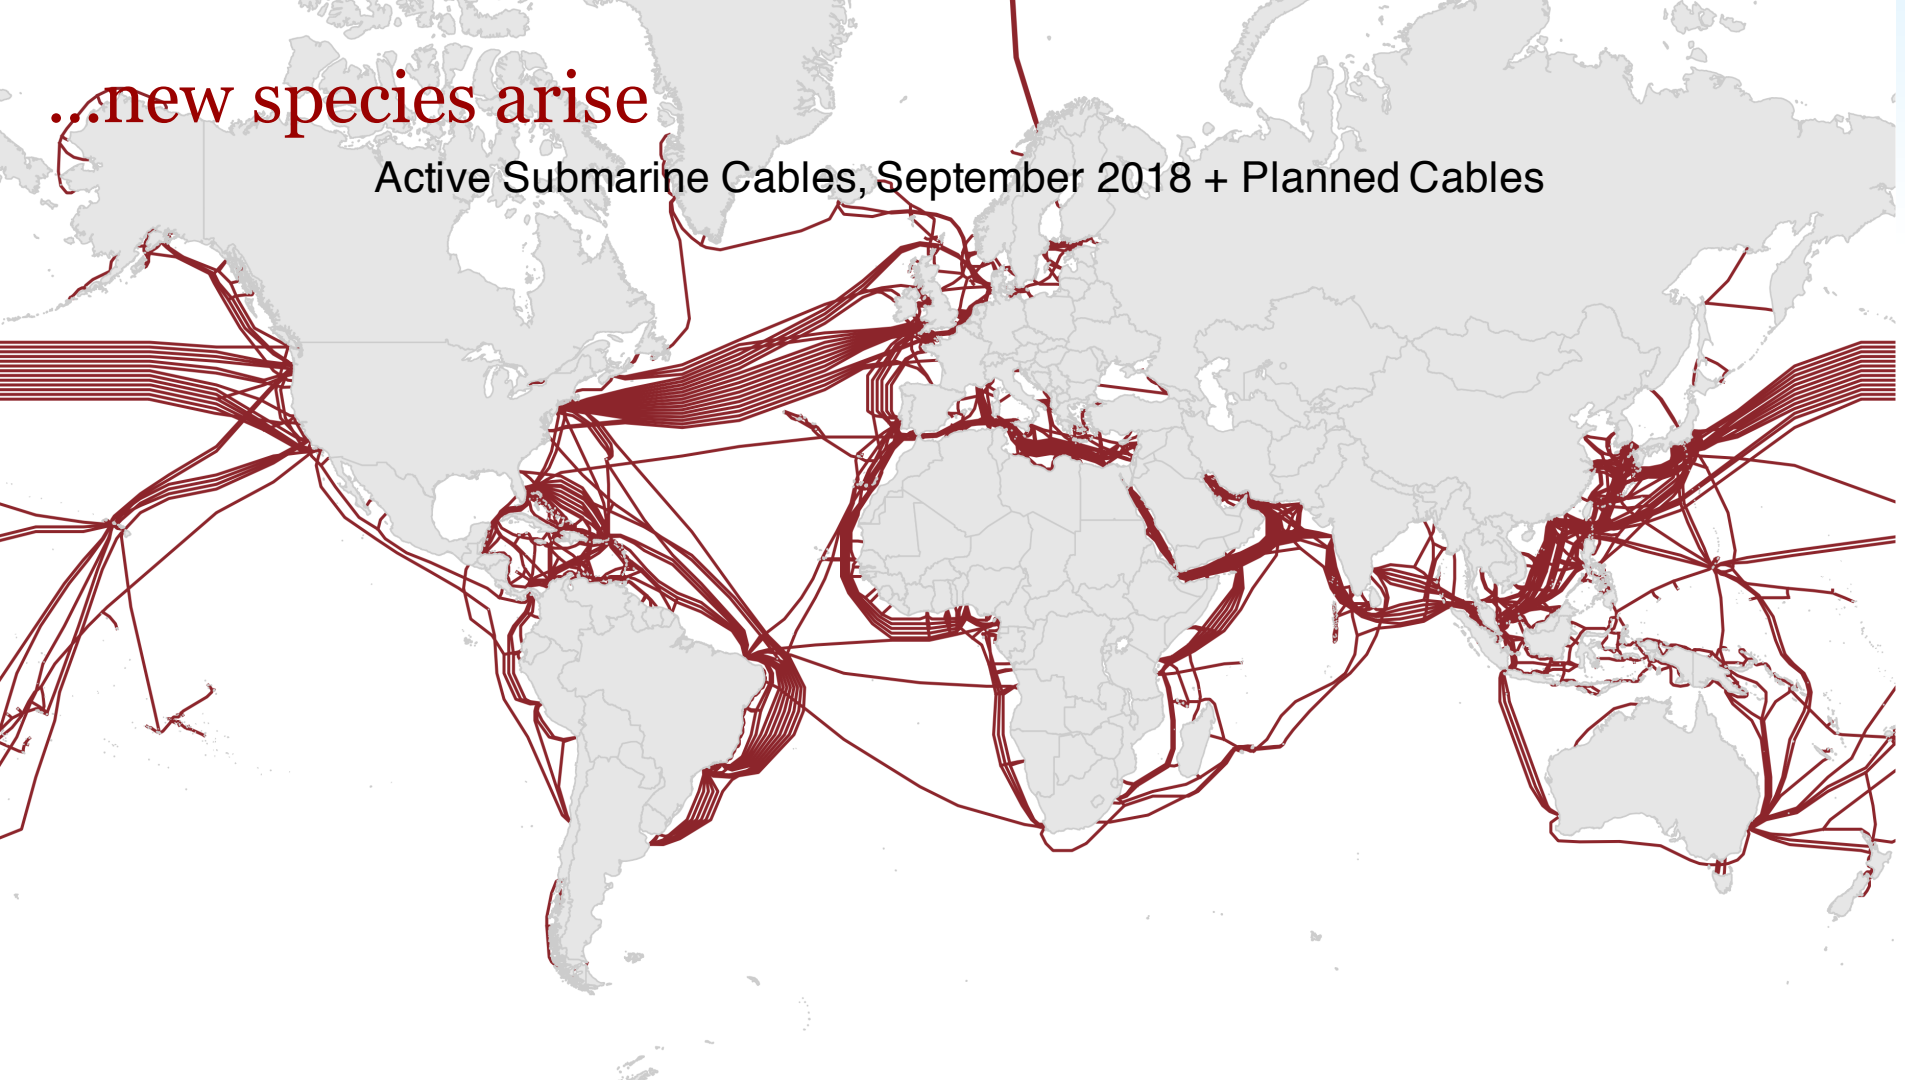 ...new species arise
Active Submarine Cables, September 2018 + Planned Cables